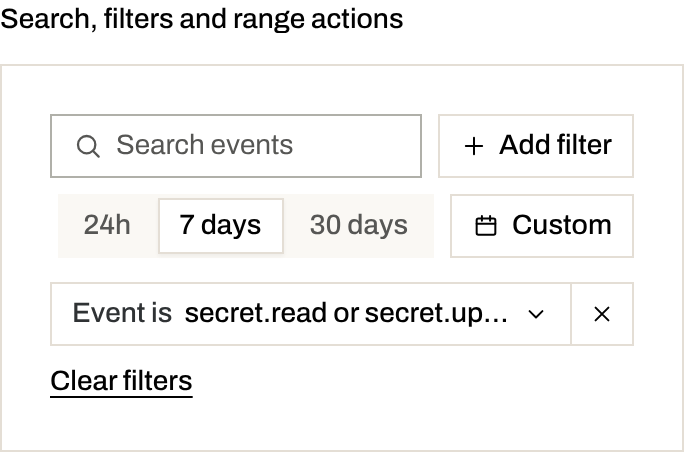 Search, filters and range actions
Search events
Add filter
24h
7 days
30 days
Custom
Event is secret.read or secret.up...
Clear filters